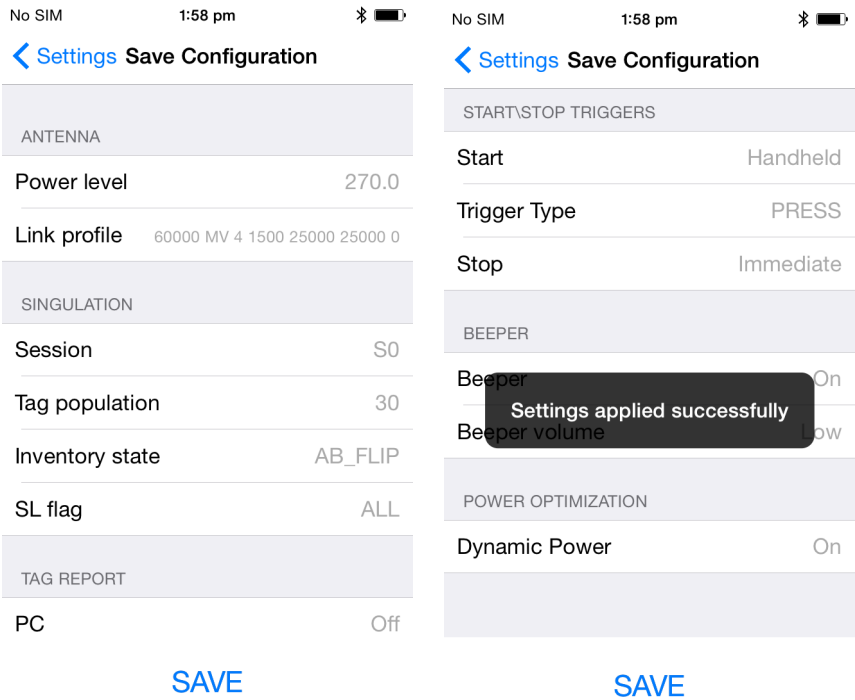 No SIM 1:58 pm
Settings Save Configuration
ANTENNA
Power level 270.0
Link profile 60000 MV 4 1500 25000 25000 0
SINGULATION
Session S0
Tag population 30
Inventory state AB_FLIP
SL flag ALL
TAG REPORT
PC Off
SAVE
No SIM 1:58 pm
Settings Save Configuration
START\STOP TRIGGERS
Start Handheld
Trigger Type PRESS
Stop Immediate
BEEPER
Beeper On
Settings applied successfully
Beeper volume Low
POWER OPTIMIZATION
Dynamic Power On
SAVE